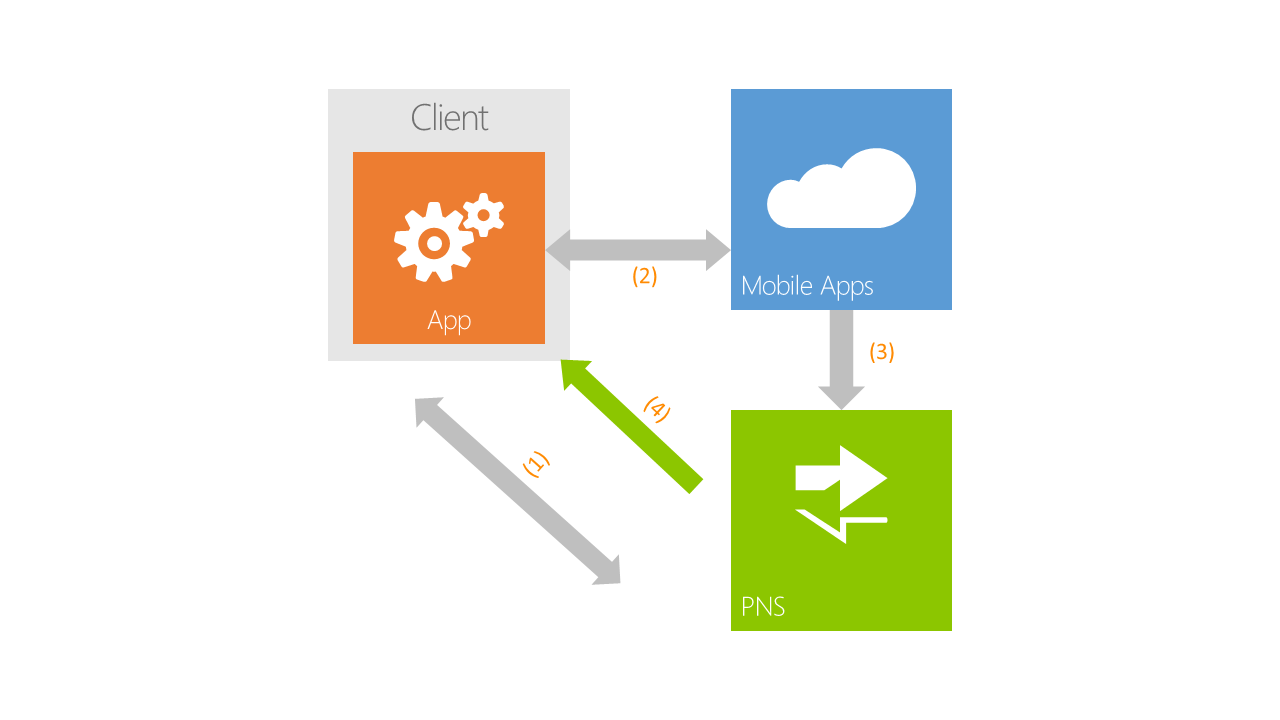 Client
App
(2)
Mobile Apps
(3)
(4)
(1)
PNS